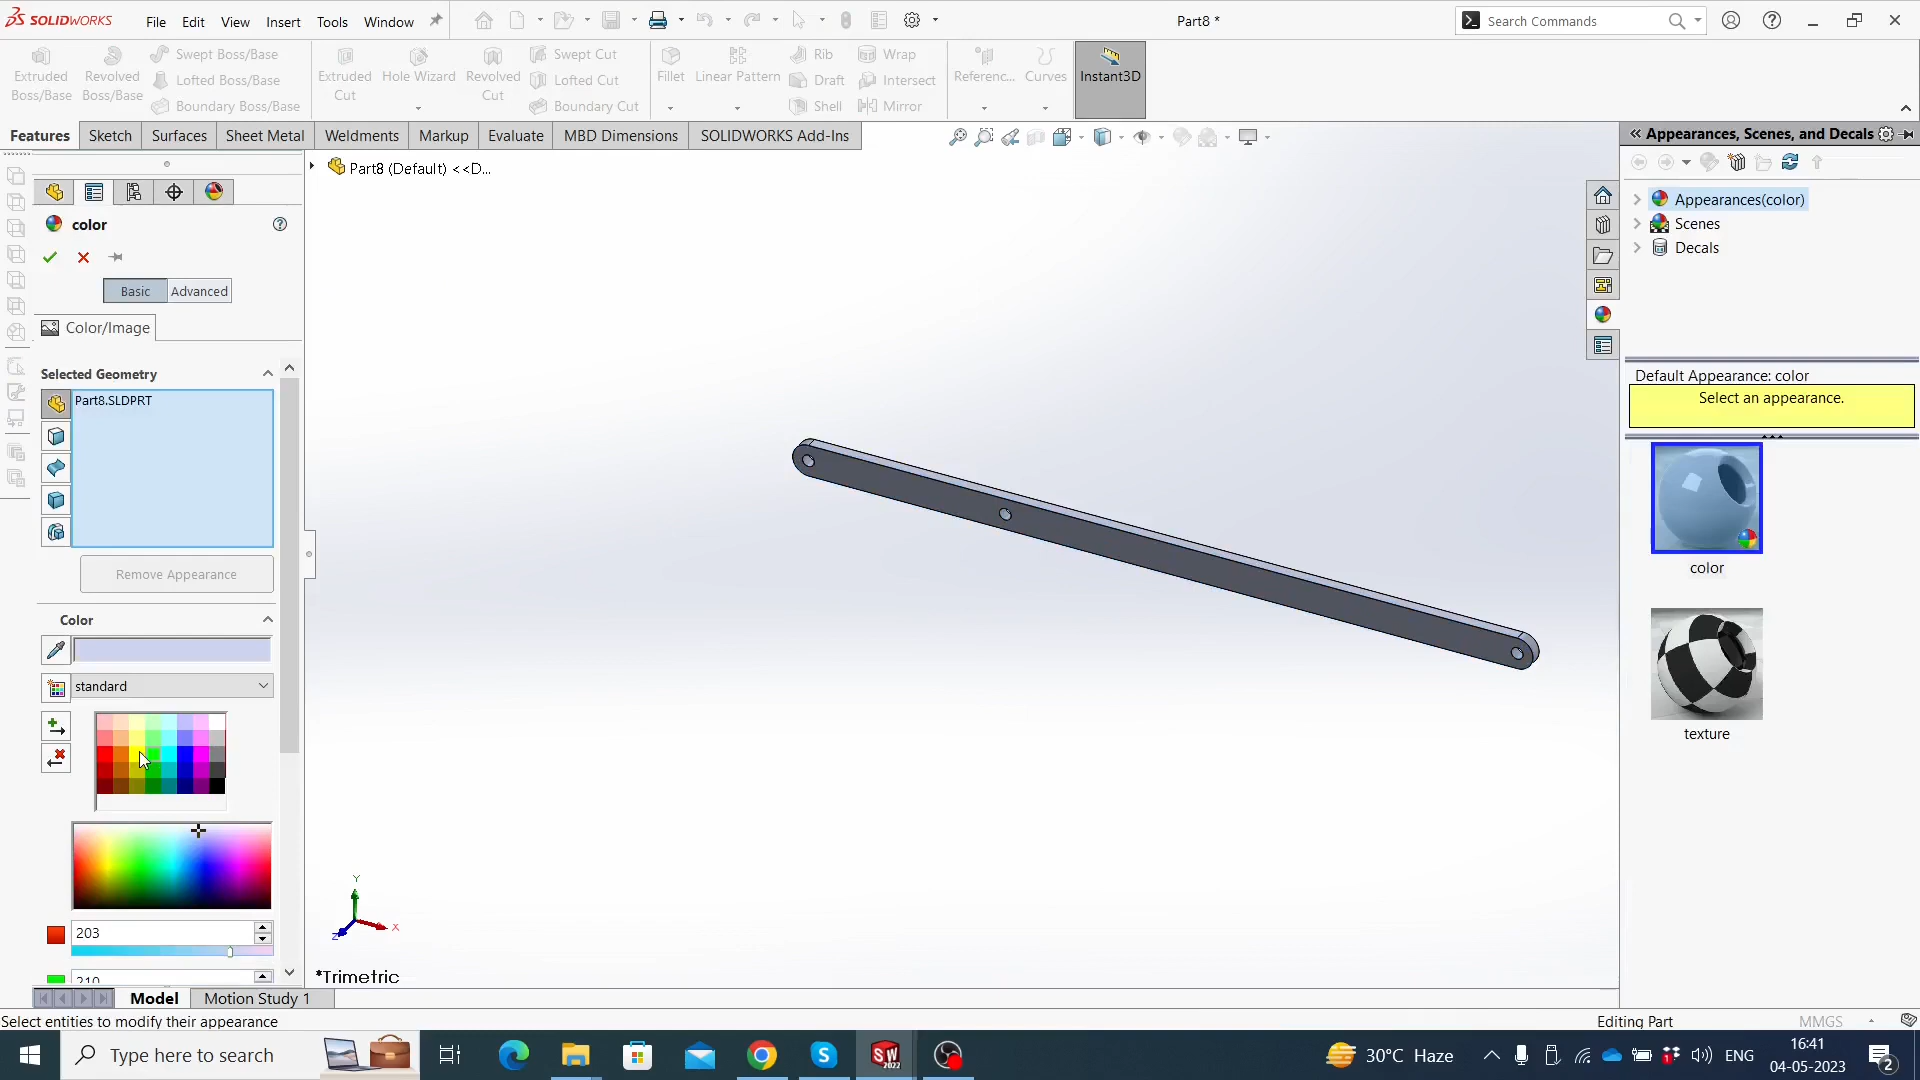 SOLIDWORKS
File
Edit
View
Insert
Tools
Window
Part8 *
Search Commands
Extruded Boss/Base
Revolved Boss/Base
Swept Boss/Base
Lofted Boss/Base
Boundary Boss/Base
Extruded Cut
Hole Wizard
Revolved Cut
Swept Cut
Lofted Cut
Boundary Cut
Fillet
Linear Pattern
Rib
Draft
Shell
Wrap
Intersect
Mirror
Referenc...
Curves
Instant3D
Features
Sketch
Surfaces
Sheet Metal
Weldments
Markup
Evaluate
MBD Dimensions
SOLIDWORKS Add-Ins
Part8 (Default) <<D...
color
Basic
Advanced
Color/Image
Selected Geometry
Part8.SLDPRT
Remove Appearance
Color
standard
203
210
Y
X
Z
*Trimetric
Appearances, Scenes, and Decals
Appearances(color)
Scenes
Decals
Default Appearance: color
Select an appearance.
color
texture
Model
Motion Study 1
Select entities to modify their appearance
Editing Part
MMGS
Type here to search
SW
2022
30°C Haze
ENG
16:41
04-05-2023
2